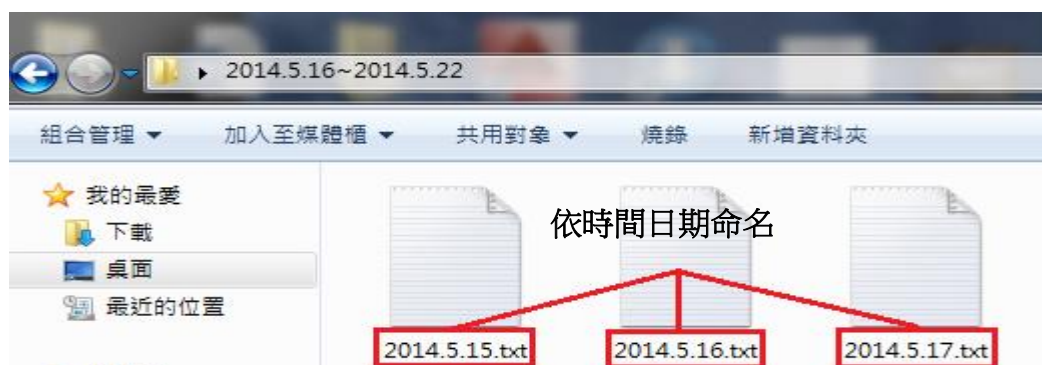 2014.5.16~2014.5.22
組合管理 加入至媒體櫃 共用對象 燒錄 新增資料夾
我的最愛
下載
桌面
最近的位置
依時間日期命名
2014.5.15.txt 2014.5.16.txt 2014.5.17.txt